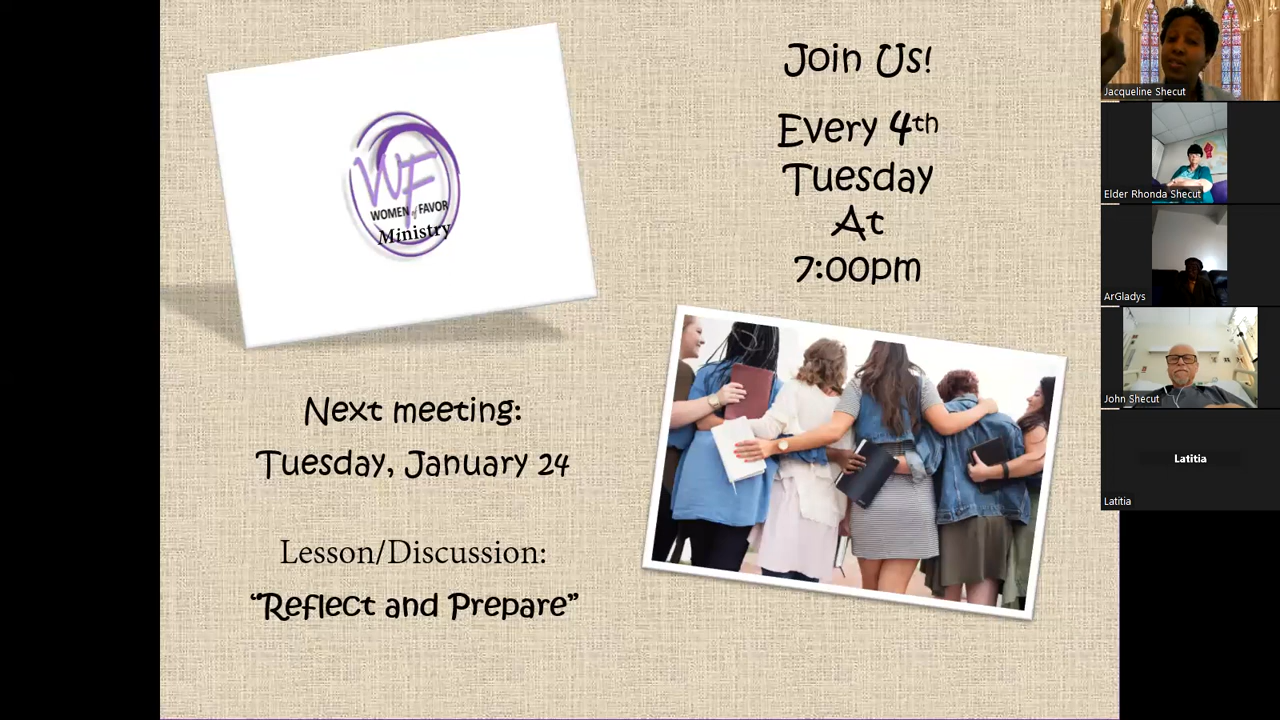 WF
WOMEN of FAVOR
Ministry
Join Us!
Every 4th
Tuesday
At
7:00pm
Next meeting:
Tuesday, January 24
Lesson/Discussion:
“Reflect and Prepare”
Jacqueline Shecut
Elder Rhonda Shecut
ArGladys
John Shecut
Latitia
Latitia